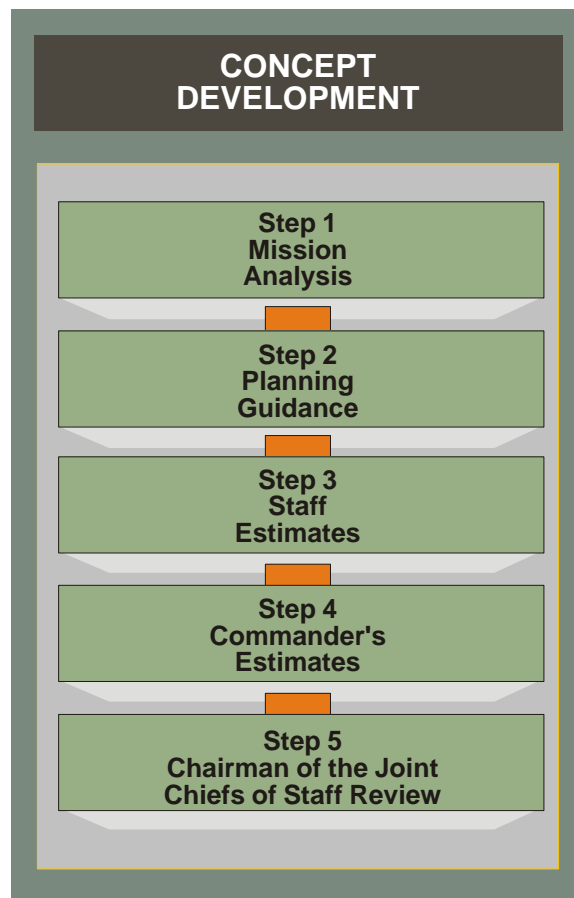 CONCEPT
DEVELOPMENT
Step 1
Mission
Analysis
Step 2
Planning
Guidance
Step 3
Staff
Estimates
Step 4
Commander's
Estimates
Step 5
Chairman of the Joint
Chiefs of Staff Review